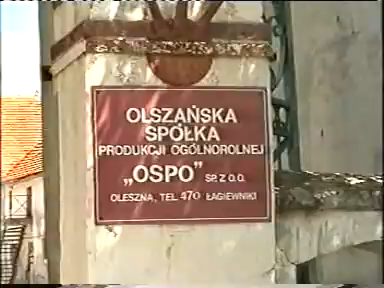 OLSZAŃSKA
SPÓŁKA
PRODUKCJI OGÓLNOROLNEJ
„OSPO” SP. Z O.O.
OLESZNA, TEL. 470 ŁAGIEWNIKI